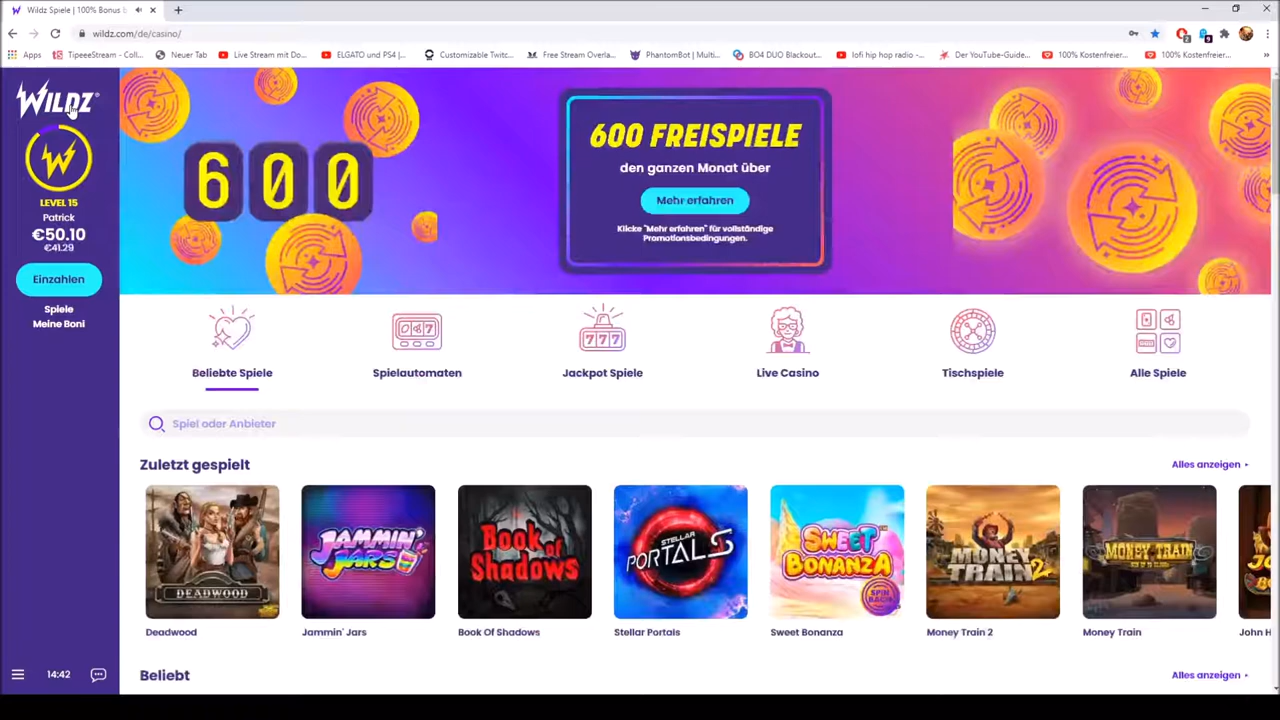 Wildz Spiele | 100% Bonus b
wildz.com/de/casino/
Apps
TipeeeStream - Coll...
Neuer Tab
Live Stream mit Do...
ELGATO und PS4 |...
Customizable Twitc...
Free Stream Overla...
PhantomBot | Multi...
BO4 DUO Blackout...
lofi hip hop radio -...
Der YouTube-Guide...
100% Kostenfreier...
100% Kostenfreier...
»
WILDZ
W
LEVEL 15
Patrick
€50.10
€41.29
Einzahlen
Spiele
Meine Boni
600
600 FREISPIELE
den ganzen Monat über
Mehr erfahren
Klicke "Mehr erfahren" für vollständige
Promotionsbedingungen.
777
Beliebte Spiele
Spielautomaten
Jackpot Spiele
Live Casino
Tischspiele
Alle Spiele
Spiel oder Anbieter
Zuletzt gespielt
Alles anzeigen
DEADWOOD
JAMMIN' JARS
Book of Shadows
STELLAR PORTALS
SWEET BONANZA
SPIN BACK
MONEY TRAIN 2
MONEY TRAIN
Deadwood
Jammin' Jars
Book Of Shadows
Stellar Portals
Sweet Bonanza
Money Train 2
Money Train
John H
14:42
Beliebt
Alles anzeigen